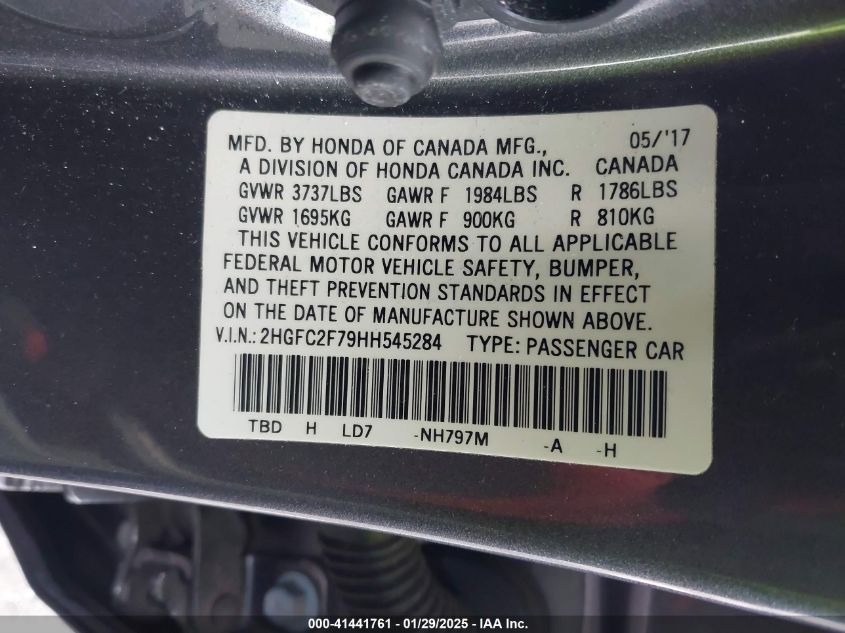 MFD. BY HONDA OF CANADA MFG., 05/'17
A DIVISION OF HONDA CANADA INC. CANADA
GVWR 3737LBS GAWR F 1984LBS R 1786LBS
GVWR 1695KG GAWR F 900KG R 810KG
THIS VEHICLE CONFORMS TO ALL APPLICABLE
FEDERAL MOTOR VEHICLE SAFETY, BUMPER,
AND THEFT PREVENTION STANDARDS IN EFFECT
ON THE DATE OF MANUFACTURE SHOWN ABOVE.
V.I.N.: 2HGFC2F79HH545284 TYPE: PASSENGER CAR
TBD H LD7 -NH797M -A -H
000-41441761 / 01/29/2025 - IAA Inc.